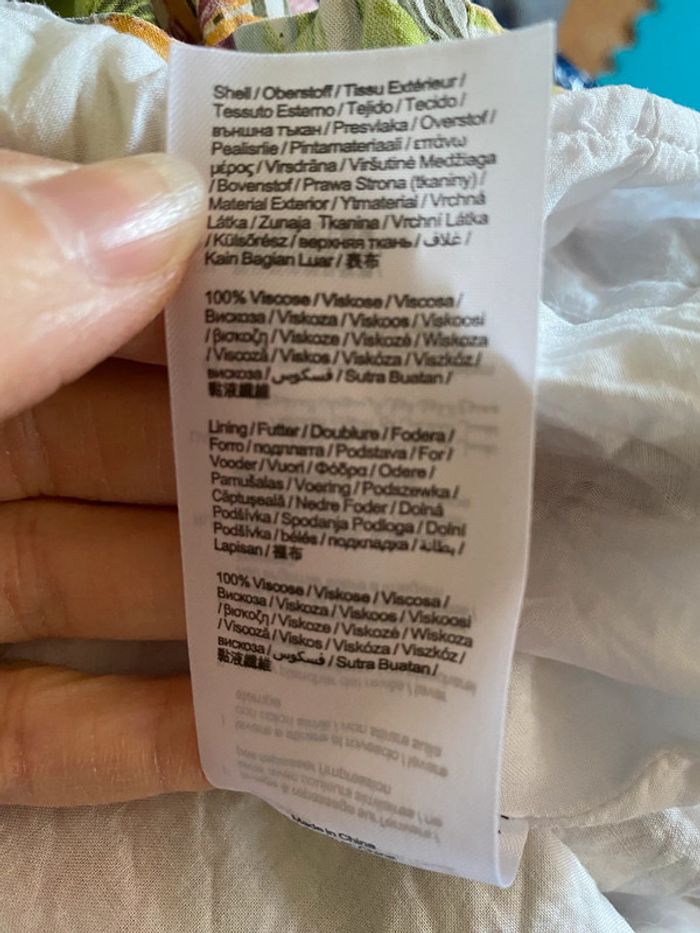 Shell / Oberstoff / Tissu Extérieur /
Tessuto Esterno / Tejido / Tecido /
външна тъкан / Presvlaka / Overstof /
Pealisriie / Pintamateriaali / επάνω
μέρος / Virsdrāna / Viršutinė Medžiaga
/ Bovenstof / Prawa Strona (tkaniny) /
Material Exterior / Ytmaterial / Vrchná
Látka / Zunaja Tkanina / Vrchní Látka
/ Külsőrész / верхняя ткань / غلاف /
Kain Bagian Luar / 表布
100% Viscose / Viskose / Viscosa /
Вискоза / Viskoza / Viskoos / Viskoosi
/ βισκοζη / Viskoze / Viskozė / Wiskoza
/ Viscoză / Viskos / Viskóza / Viszkóz /
вискоза / فسكوس / Sutra Buatan /
黏液纖維
Lining / Futter / Doublure / Fodera /
Forro / подплата / Podstava / For /
Vooder / Vuori / Φόδρα / Odere /
Pamušalas / Voering / Podszewka /
Căptușeală / Nedre Foder / Dolná
Podšívka / Spodanja Podloga / Dolní
Podšívka / bélés / подкладка / بطانة /
Lapisan / 裡布
100% Viscose / Viskose / Viscosa /
Вискоза / Viskoza / Viskoos / Viskoosi
/ βισκοζη / Viskoze / Viskozė / Wiskoza
/ Viscoză / Viskos / Viskóza / Viszkóz /
вискоза / فسكوس / Sutra Buatan /
黏液纖維
Made in China